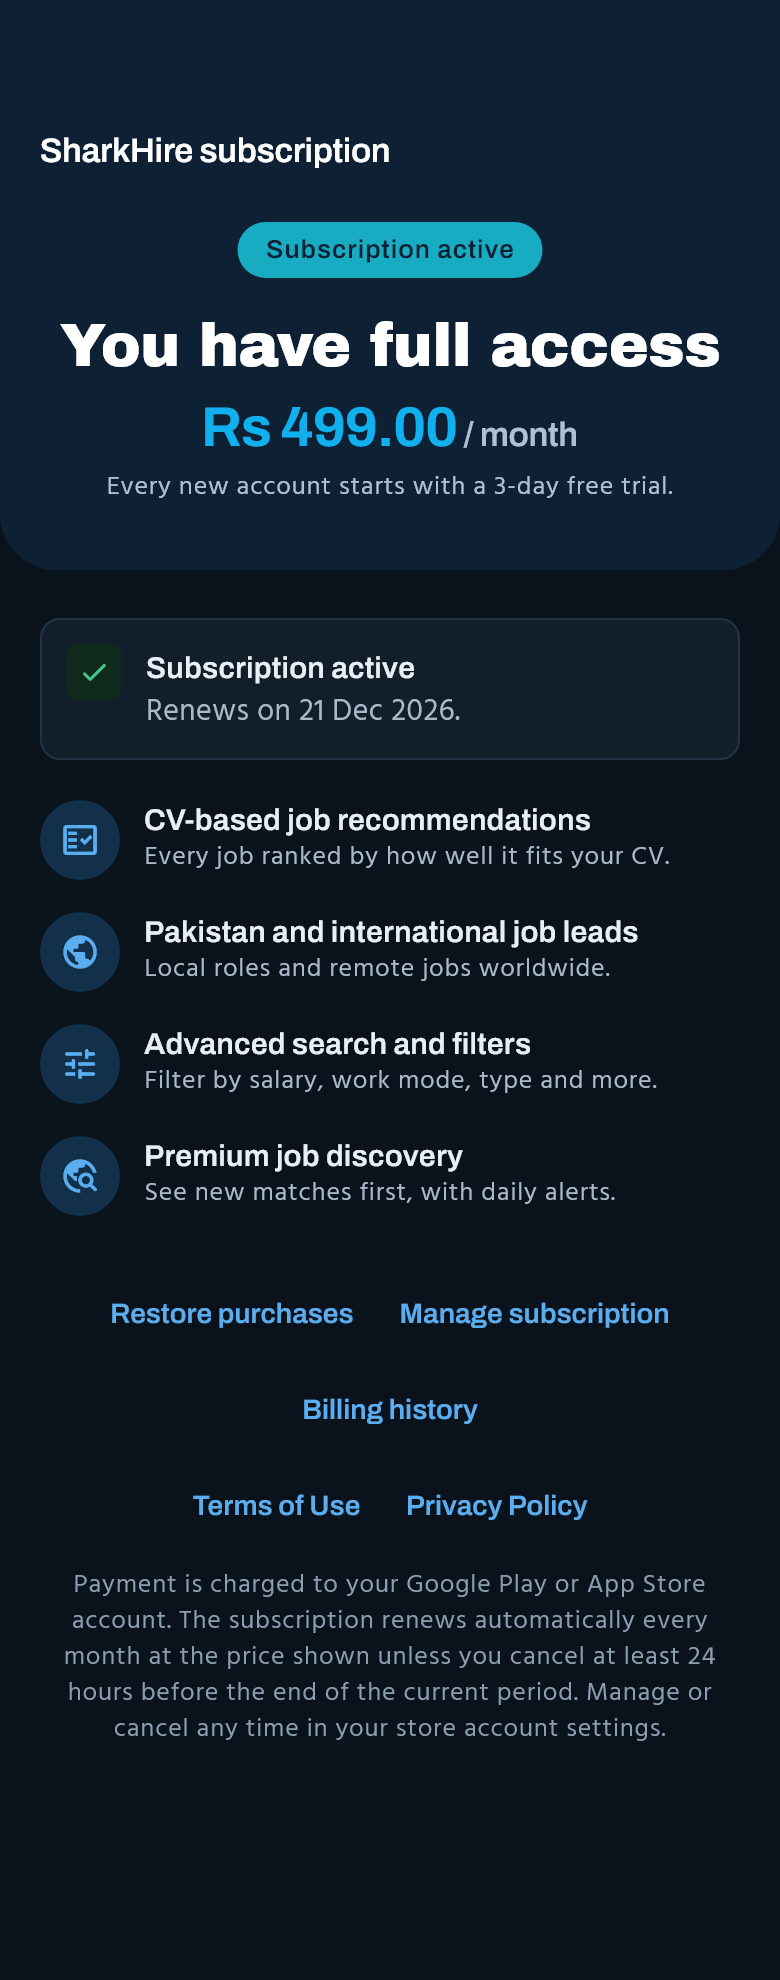 SharkHire subscription
Subscription active
You have full access
Rs 499.00 / month
Every new account starts with a 3-day free trial.
Subscription active
Renews on 21 Dec 2026.
CV-based job recommendations
Every job ranked by how well it fits your CV.
Pakistan and international job leads
Local roles and remote jobs worldwide.
Advanced search and filters
Filter by salary, work mode, type and more.
Premium job discovery
See new matches first, with daily alerts.
Restore purchases Manage subscription
Billing history
Terms of Use Privacy Policy
Payment is charged to your Google Play or App Store
account. The subscription renews automatically every
month at the price shown unless you cancel at least 24
hours before the end of the current period. Manage or
cancel any time in your store account settings.